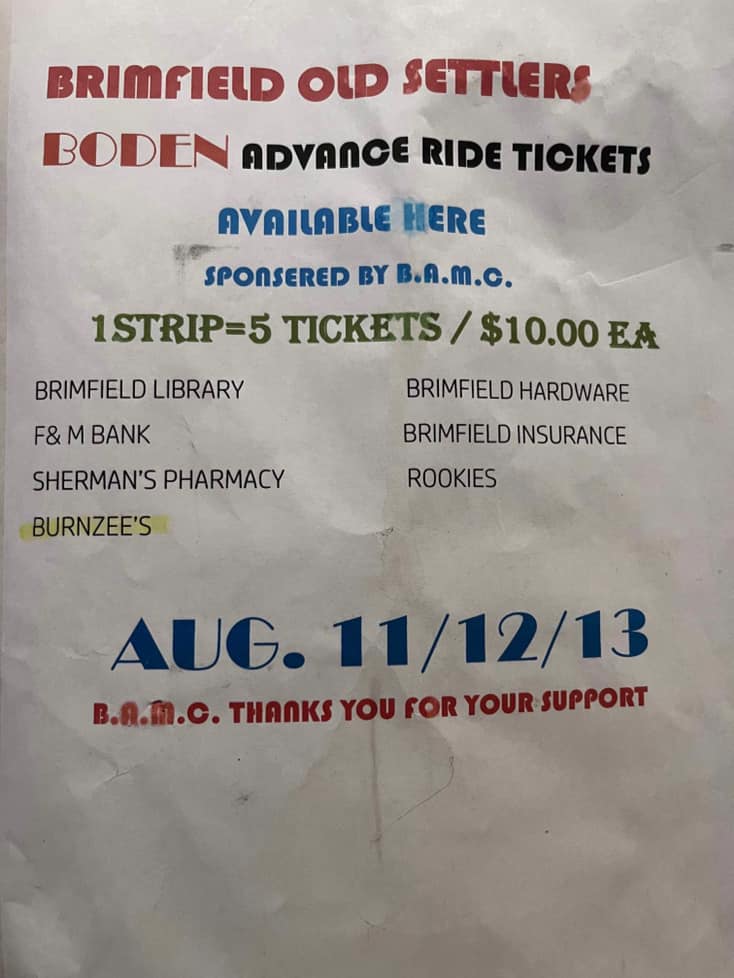 BRIMFIELD OLD SETTLERS
BODEN ADVANCE RIDE TICKETS
AVAILABLE HERE
SPONSERED BY B.A.M.C.
1STRIP=5 TICKETS / $10.00 EA
BRIMFIELD LIBRARY
BRIMFIELD HARDWARE
F& M BANK
BRIMFIELD INSURANCE
SHERMAN'S PHARMACY
ROOKIES
BURNZEE'S
AUG. 11/12/13
B.A.M.C. THANKS YOU FOR YOUR SUPPORT